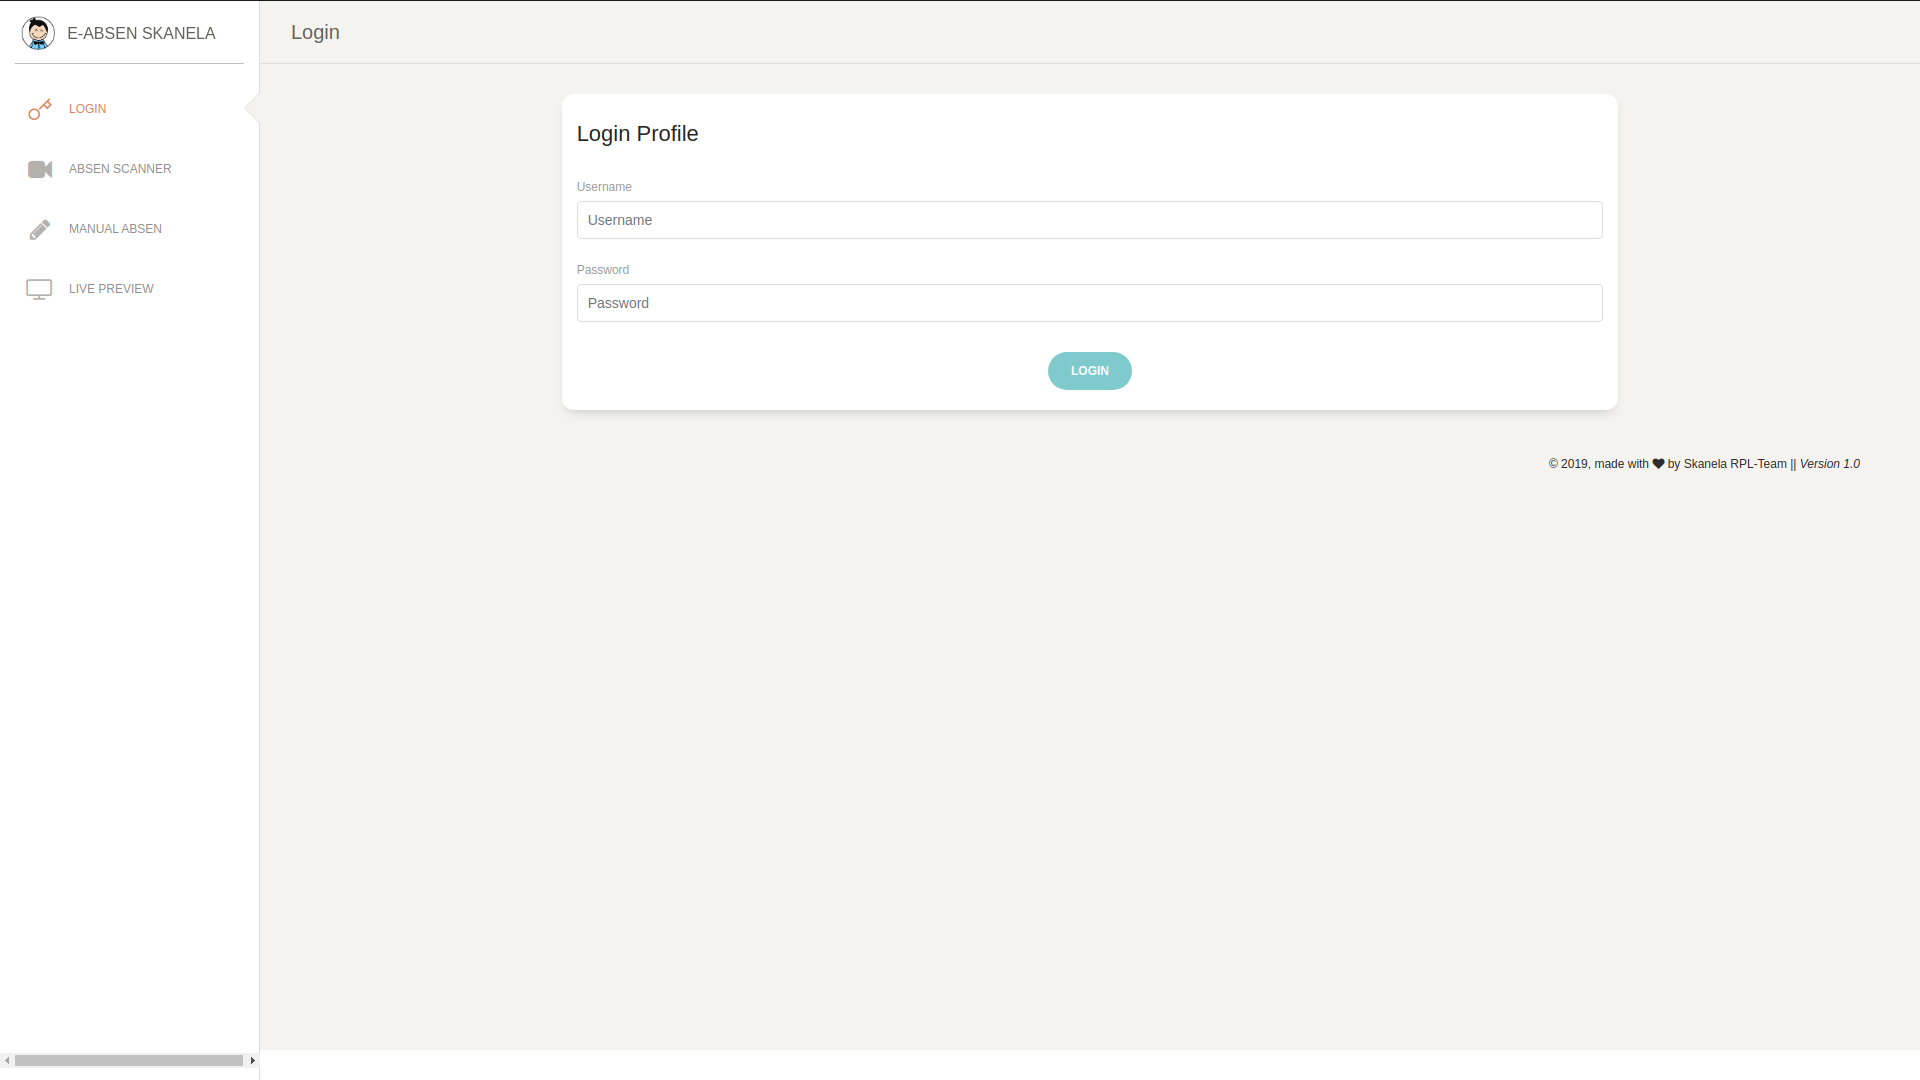 E-ABSEN SKANELA
LOGIN
ABSEN SCANNER
MANUAL ABSEN
LIVE PREVIEW
Login
Login Profile
Username
Username
Password
Password
LOGIN
© 2019, made with by Skanela RPL-Team || Version 1.0